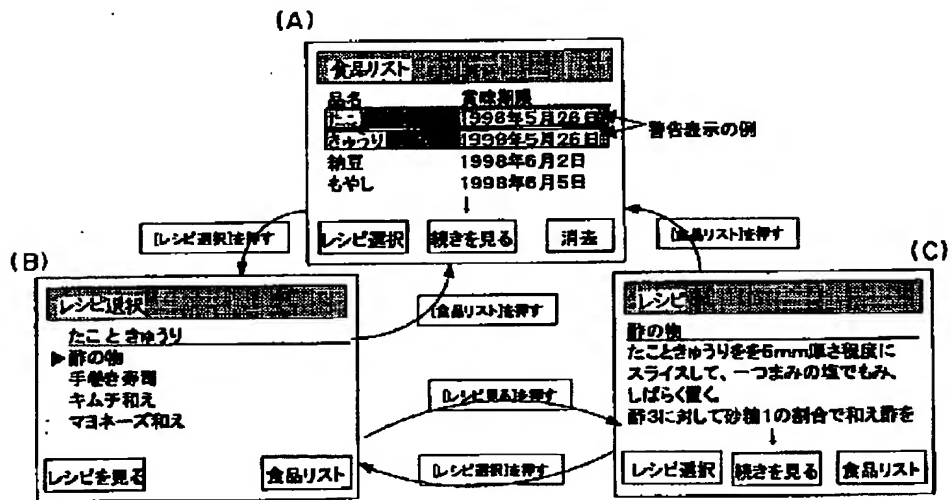 (A)
食品リスト
品名 賞味期限
たこ 1998年5月26日
きゅうり 1998年5月26日
納豆 1998年6月2日
もやし 1998年6月5日
レシピ選択 続きを見る 消去
警告表示の例
[レシピ選択]を押す
[食品リスト]を押す
(B)
レシピ選択
たこときゅうり
▶酢の物
手巻き寿司
キムチ和え
マヨネーズ和え
レシピを見る 食品リスト
[食品リスト]を押す
[レシピ見る]を押す
[レシピ選択]を押す
(C)
レシピ
酢の物
たこときゅうりをを5mm厚さ程度に
スライスして、一つまみの塩でもみ、
しばらく置く。
酢3に対して砂糖1の割合で和え酢を
レシピ選択 続きを見る 食品リスト